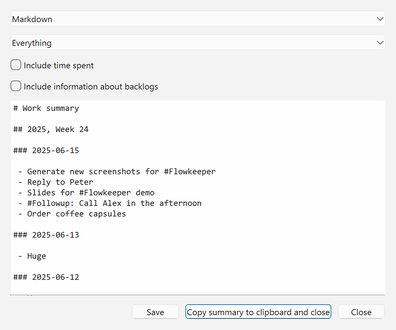 Markdown
Everything
Include time spent
Include information about backlogs
# Work summary
## 2025, Week 24
### 2025-06-15
- Generate new screenshots for #Flowkeeper
- Reply to Peter
- Slides for #Flowkeeper demo
- #Followup: Call Alex in the afternoon
- Order coffee capsules
### 2025-06-13
- Huge
### 2025-06-12
Save
Copy summary to clipboard and close
Close